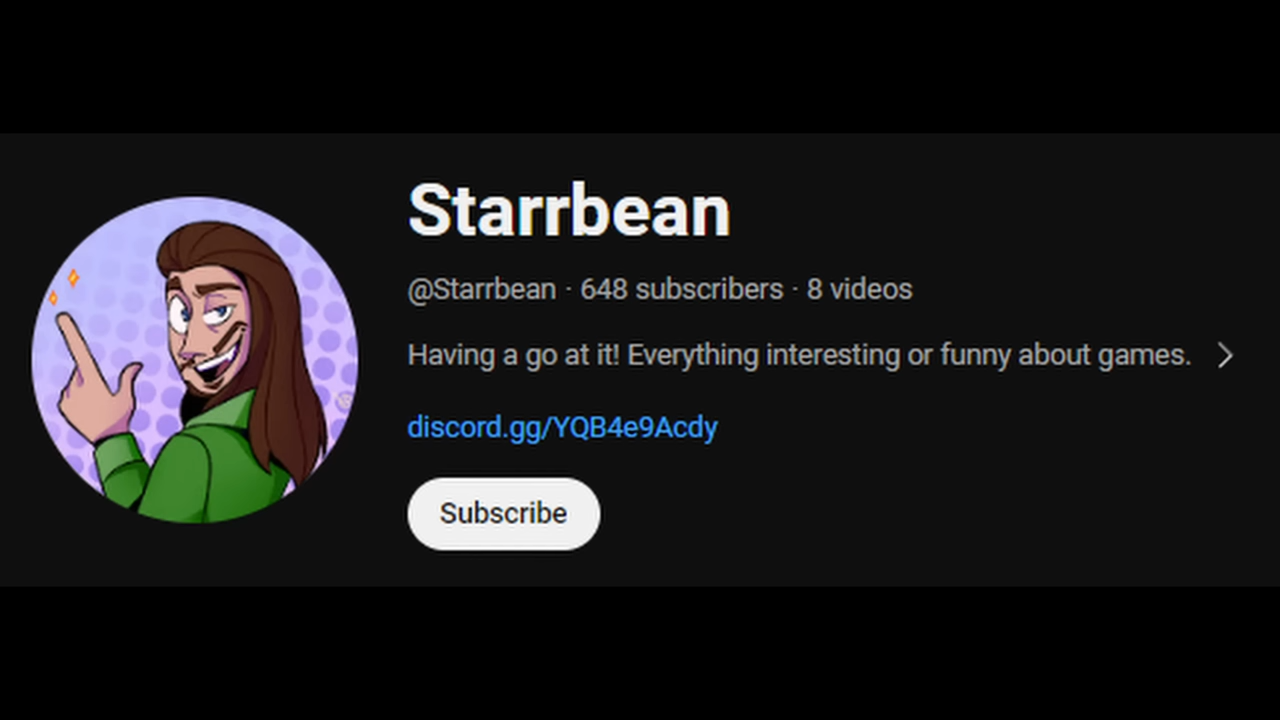 Starrbean
@Starrbean · 648 subscribers · 8 videos
Having a go at it! Everything interesting or funny about games.
discord.gg/YQB4e9Acdy
Subscribe